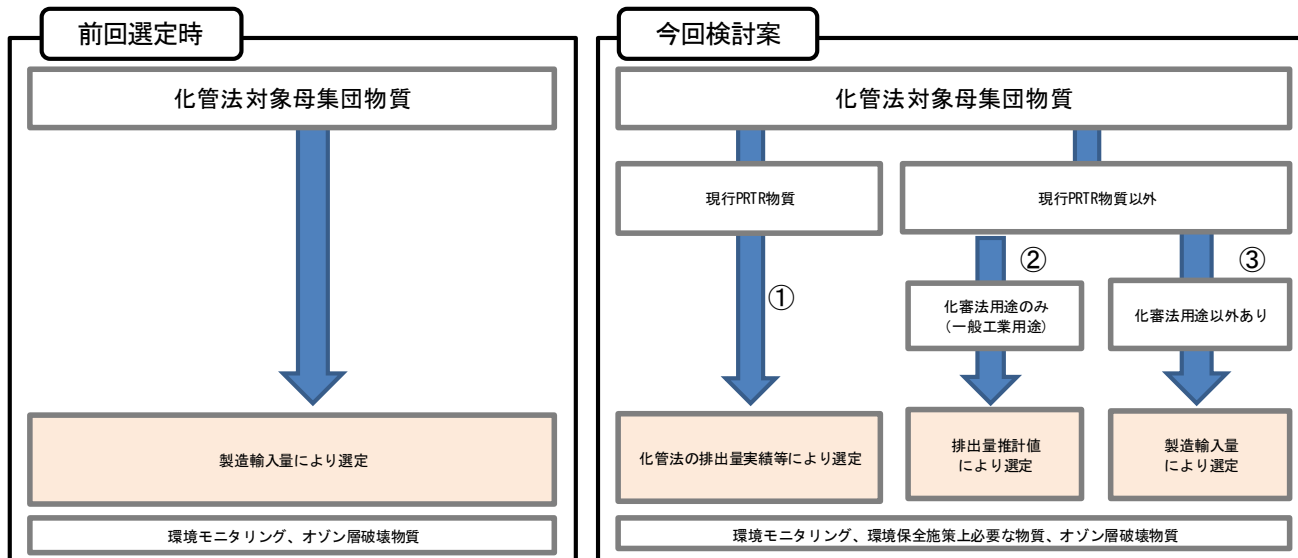 前回選定時
化管法対象母集団物質
製造輸入量により選定
環境モニタリング、オゾン層破壊物質
今回検討案
化管法対象母集団物質
現行PRTR物質
現行PRTR物質以外
①
②
③
化審法用途のみ
（一般工業用途）
化審法用途以外あり
化管法の排出量実績等により選定
排出量推計値
により選定
製造輸入量
により選定
環境モニタリング、環境保全施策上必要な物質、オゾン層破壊物質